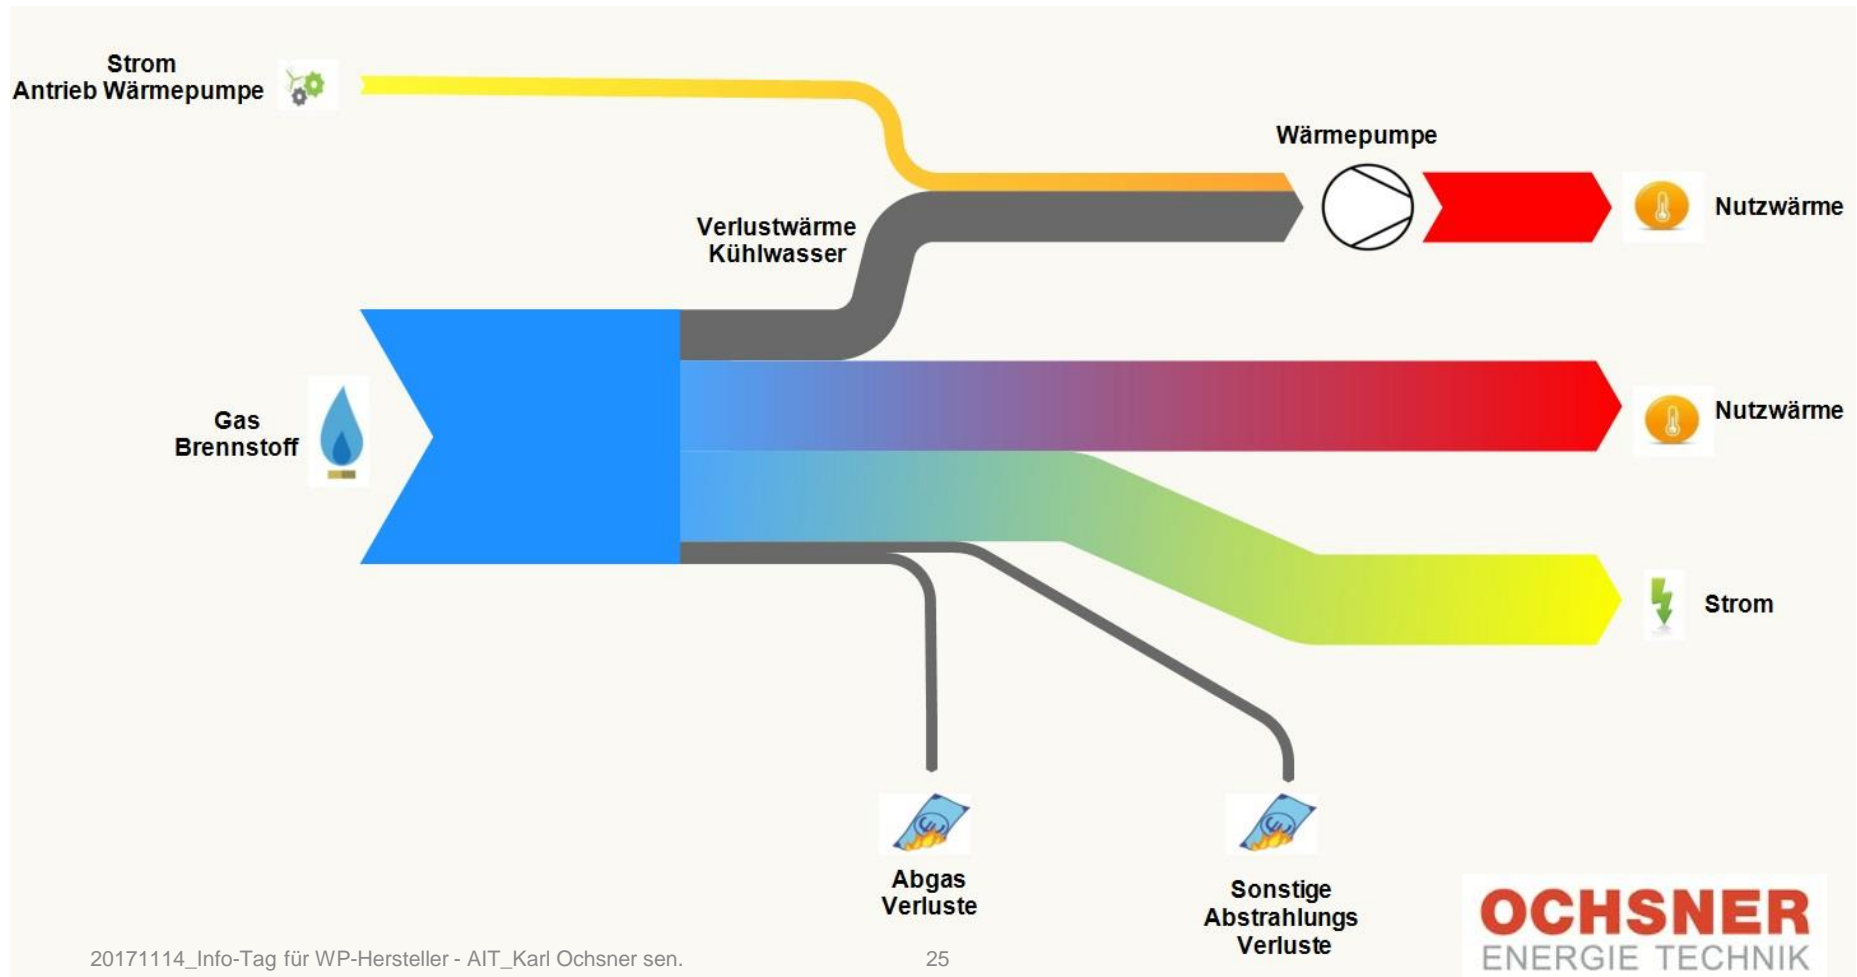 Strom
Antrieb Wärmepumpe
Wärmepumpe
Nutzwärme
Verlustwärme
Kühlwasser
Gas
Brennstoff
Nutzwärme
Strom
Abgas
Verluste
Sonstige
Abstrahlungs
Verluste
OCHSNER
ENERGIE TECHNIK
20171114_Info-Tag für WP-Hersteller - AIT_Karl Ochsner sen.
25